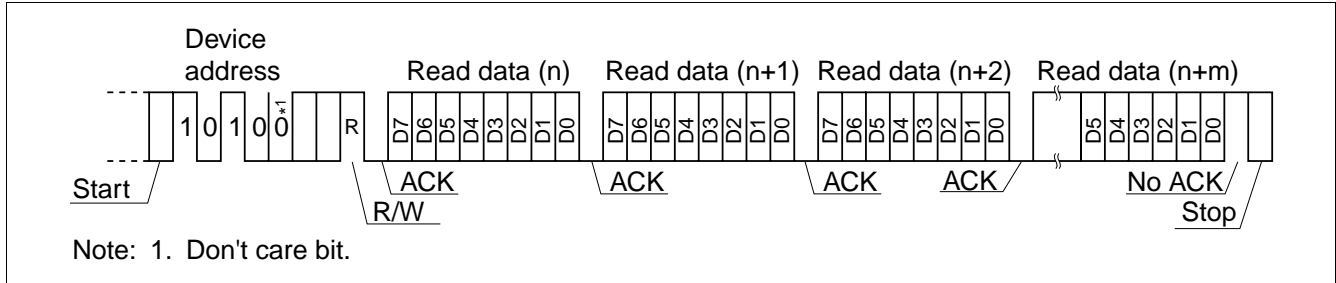 Device
address
Read data (n) Read data (n+1) Read data (n+2) Read data (n+m)
1 0 1 0 0 0*1 R D7 D6 D5 D4 D3 D2 D1 D0 D7 D6 D5 D4 D3 D2 D1 D0 D7 D6 D5 D4 D3 D2 D1 D0 D5 D4 D3 D2 D1 D0
Start ACK ACK ACK ACK No ACK
R/W Stop
Note: 1. Don't care bit.